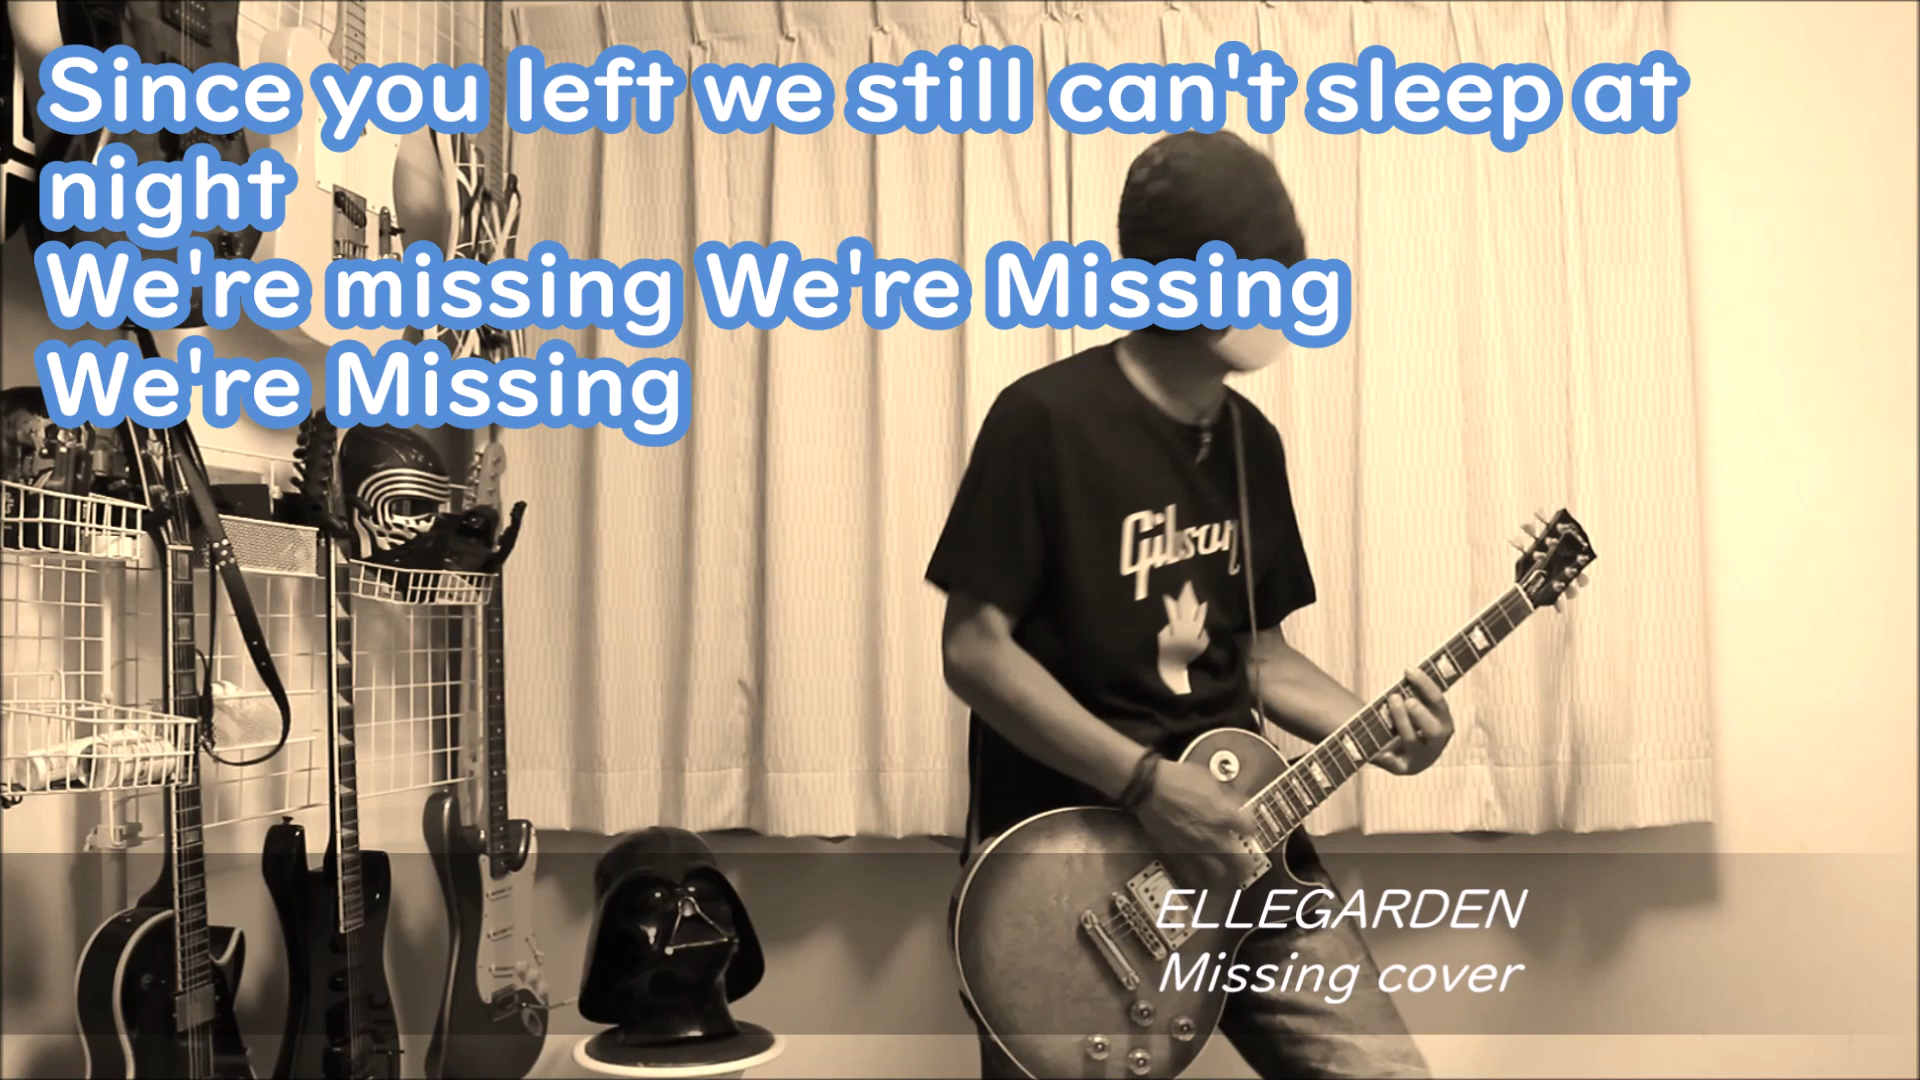 Since you left we still can't sleep at
night
We're missing We're Missing
We're Missing
Gibson
ELLEGARDEN
Missing cover